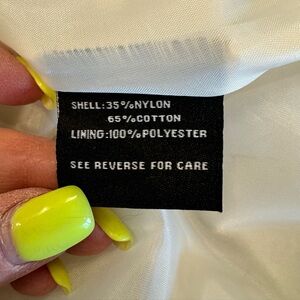 SHELL:35%NYLON
65%COTTON
LINING:100%POLYESTER
SEE REVERSE FOR CARE